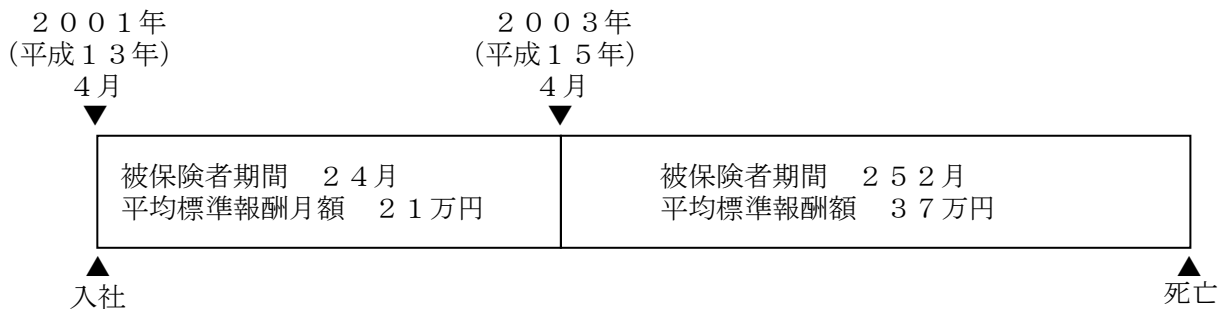 ２００１年
（平成１３年）
４月
▼
２００３年
（平成１５年）
４月
▼
被保険者期間　２４月
平均標準報酬月額　２１万円
被保険者期間　２５２月
平均標準報酬額　３７万円
▲
入社
▲
死亡